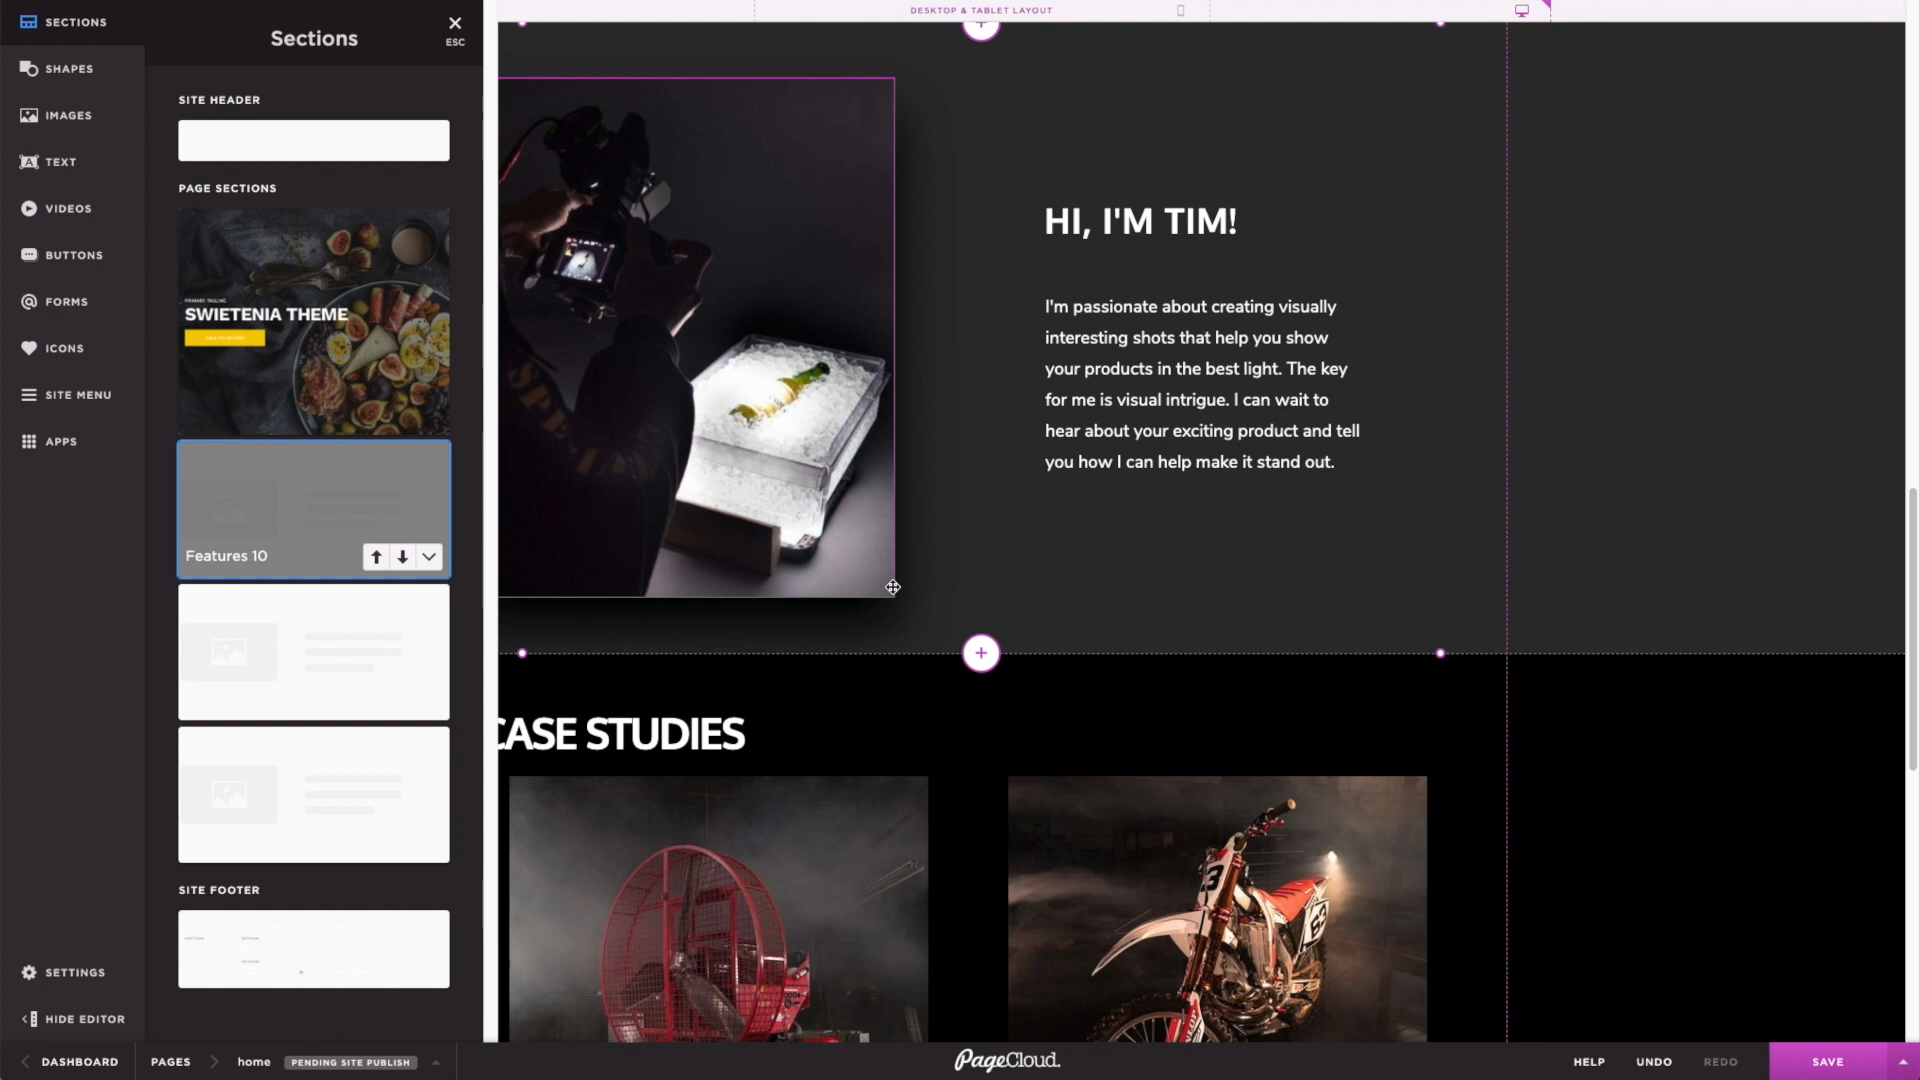 SECTIONS
SHAPES
IMAGES
TEXT
VIDEOS
BUTTONS
FORMS
ICONS
SITE MENU
APPS
SETTINGS
HIDE EDITOR
Sections
ESC
SITE HEADER
PAGE SECTIONS
PRIMARY TAGLINE
SWIETENIA THEME
Features 10
SITE FOOTER
DESKTOP & TABLET LAYOUT
HI, I'M TIM!
I'm passionate about creating visually
interesting shots that help you show
your products in the best light. The key
for me is visual intrigue. I can wait to
hear about your exciting product and tell
you how I can help make it stand out.
CASE STUDIES
DASHBOARD
PAGES
home
PENDING SITE PUBLISH
PageCloud.
HELP
UNDO
REDO
SAVE